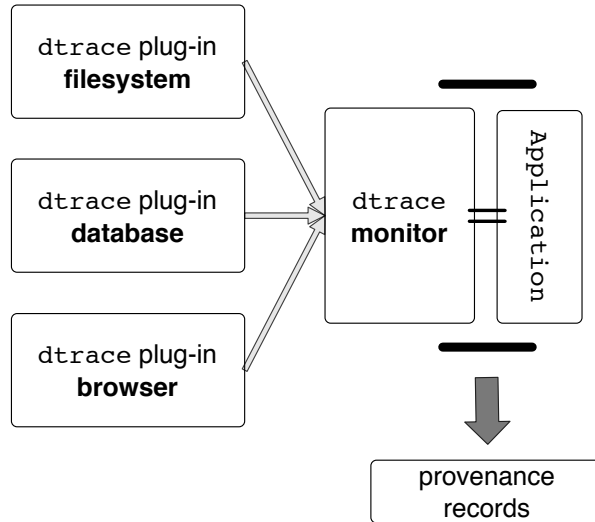 dtrace plug-in
filesystem
dtrace plug-in
database
dtrace plug-in
browser
dtrace
monitor
Application
provenance
records